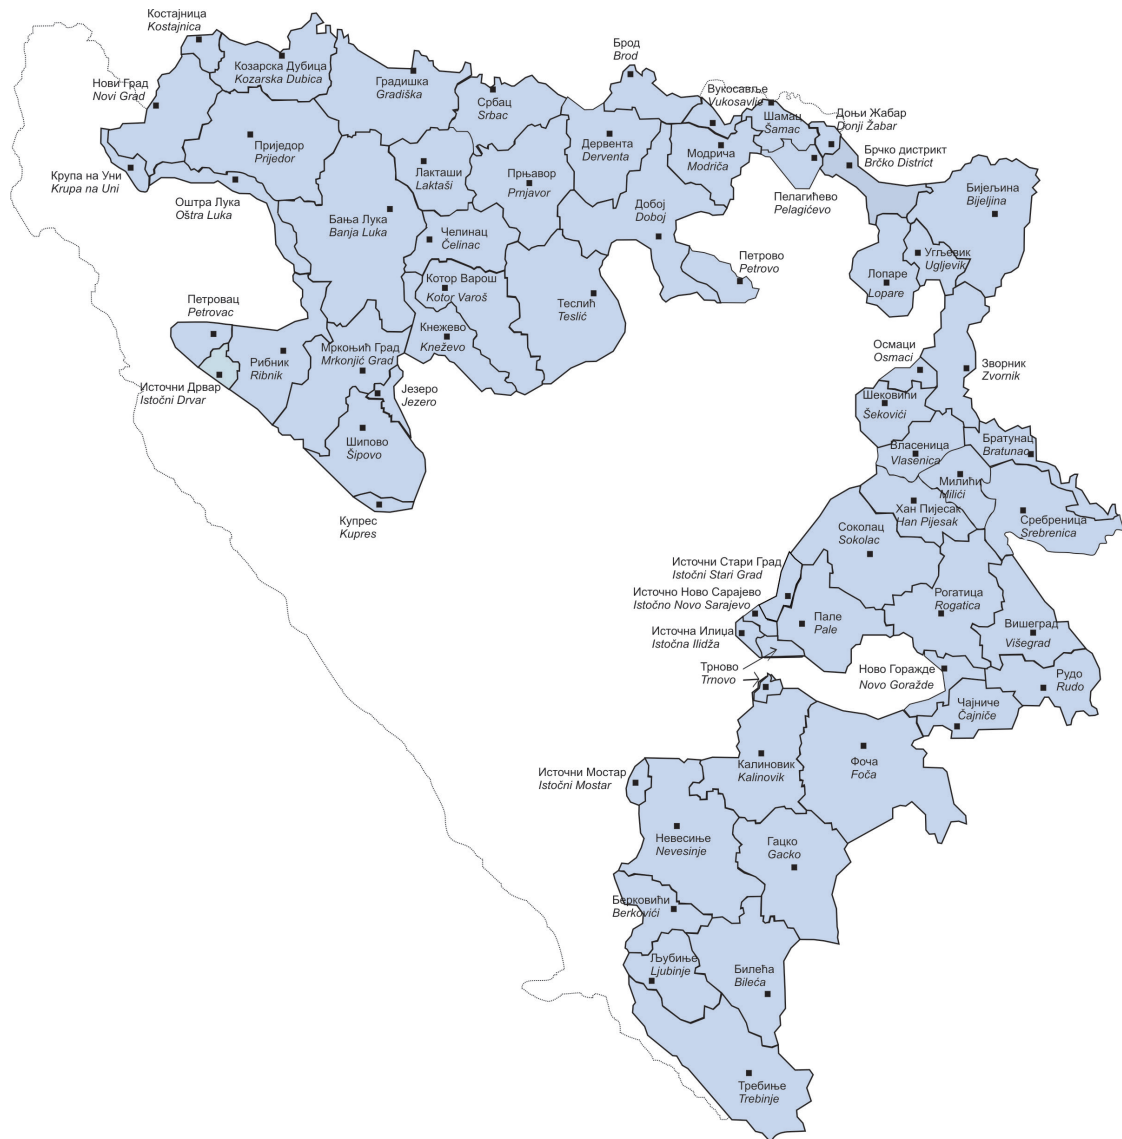 Костајница
Kostajnica
Козарска Дубица
Kozarska Dubica
Нови Град
Novi Grad
Градишка
Gradiška
Србац
Srbac
Брод
Brod
Вукосавље
Vukosavlje
Шамац
Šamac
Доњи Жабар
Donji Žabar
Брчко дистрикт
Brčko District
Приједор
Prijedor
Крупа на Уни
Krupa na Uni
Оштра Лука
Oštra Luka
Лакташи
Laktaši
Прњавор
Prnjavor
Дервента
Derventa
Модрича
Modriča
Пелагићево
Pelagićevo
Бијељина
Bijeljina
Бања Лука
Banja Luka
Челинац
Čelinac
Добој
Doboj
Петрово
Petrovo
Угљевик
Ugljevik
Лопаре
Lopare
Котор Варош
Kotor Varoš
Теслић
Teslić
Петровац
Petrovac
Рибник
Ribnik
Мркоњић Град
Mrkonjić Grad
Кнежево
Kneževo
Источни Дрвар
Istočni Drvar
Језеро
Jezero
Шипово
Šipovo
Купрес
Kupres
Осмаци
Osmaci
Зворник
Zvornik
Шековићи
Šekovići
Власеница
Vlasenica
Братунац
Bratunac
Милићи
Milići
Хан Пијесак
Han Pijesak
Сребреница
Srebrenica
Соколац
Sokolac
Источни Стари Град
Istočni Stari Grad
Источно Ново Сарајево
Istočno Novo Sarajevo
Источна Илиџа
Istočna Ilidža
Пале
Pale
Рогатица
Rogatica
Вишеград
Višegrad
Трново
Trnovo
Ново Горажде
Novo Goražde
Рудо
Rudo
Чајниче
Čajniče
Калиновик
Kalinovik
Фоча
Foča
Источни Мостар
Istočni Mostar
Невесиње
Nevesinje
Гацко
Gacko
Берковићи
Berkovići
Љубиње
Ljubinje
Билећа
Bileća
Требиње
Trebinje